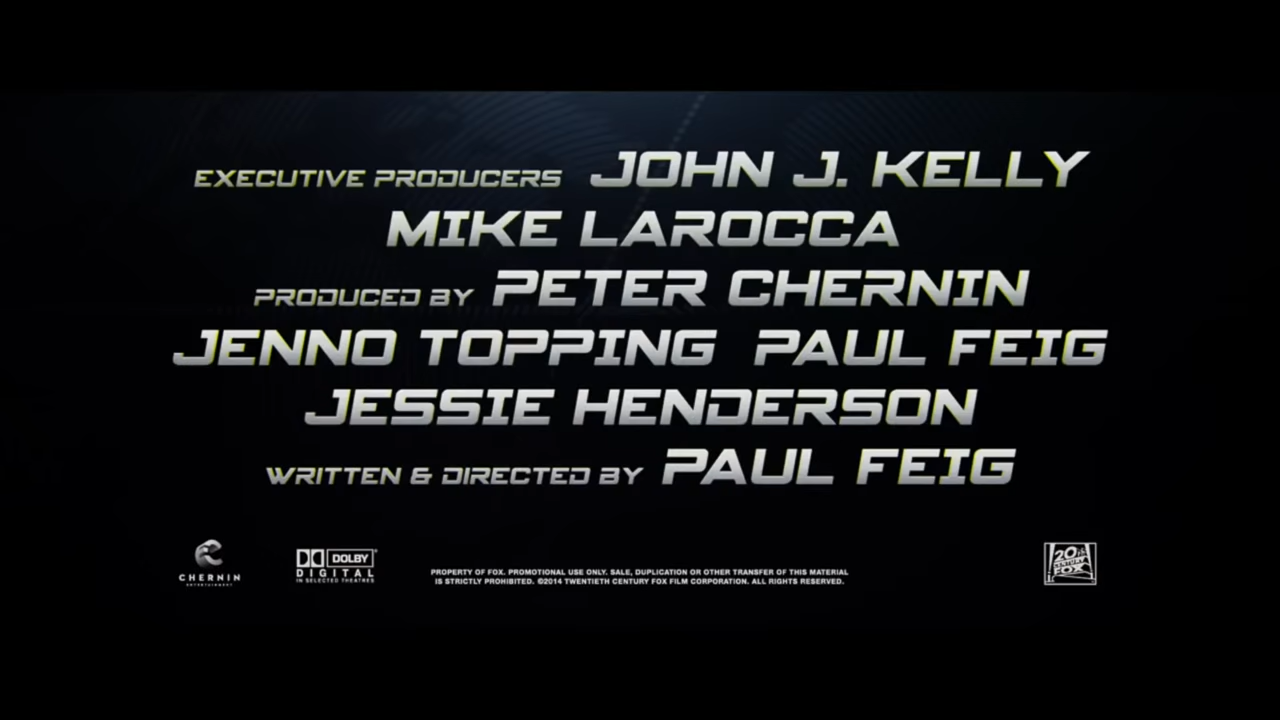 EXECUTIVE PRODUCERS JOHN J. KELLY
MIKE LAROCCA
PRODUCED BY PETER CHERNIN
JENNO TOPPING PAUL FEIG
JESSIE HENDERSON
WRITTEN & DIRECTED BY PAUL FEIG
CHERNIN
ENTERTAINMENT
DOLBY
DIGITAL
IN SELECTED THEATRES
PROPERTY OF FOX. PROMOTIONAL USE ONLY. SALE, DUPLICATION OR OTHER TRANSFER OF THIS MATERIAL
IS STRICTLY PROHIBITED. ©2014 TWENTIETH CENTURY FOX FILM CORPORATION. ALL RIGHTS RESERVED.
20th
CENTURY
FOX